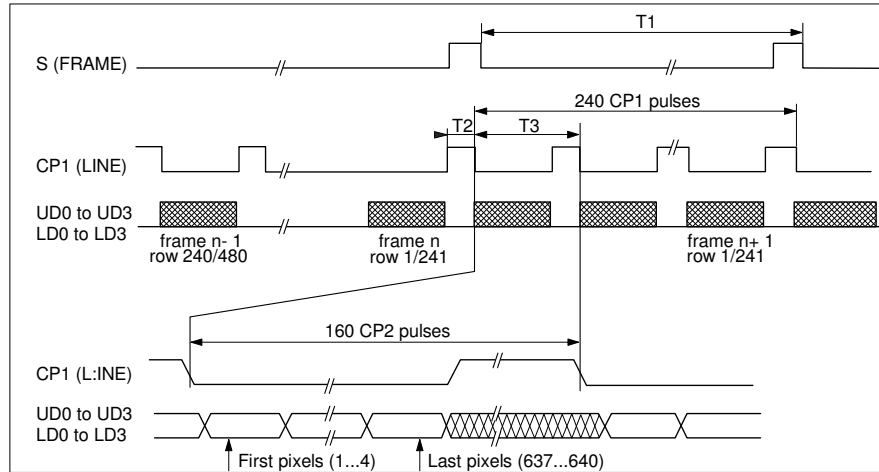 T1
S (FRAME)
240 CP1 pulses
T2
T3
CP1 (LINE)
UD0 to UD3
LD0 to LD3
frame n- 1
row 240/480
frame n
row 1/241
frame n+ 1
row 1/241
160 CP2 pulses
CP1 (L:INE)
UD0 to UD3
LD0 to LD3
First pixels (1...4)
Last pixels (637...640)